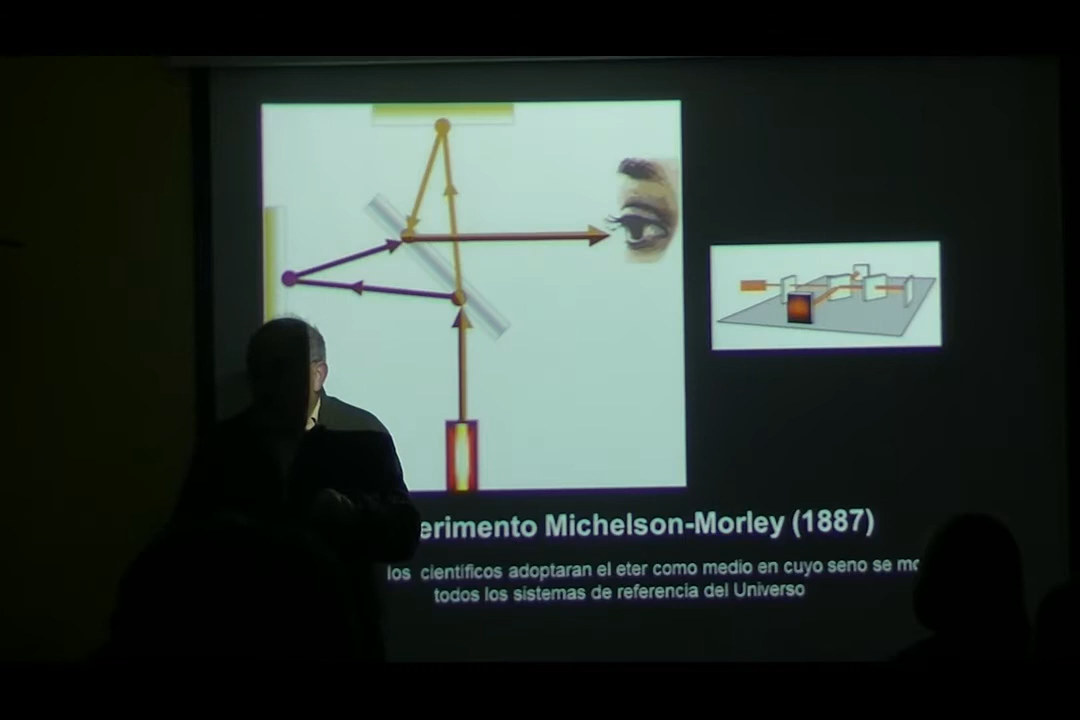 erimento Michelson-Morley (1887)
los cientificos adoptaran el eter como medio en cuyo seno se
todos los sistemas de referencia del Universo